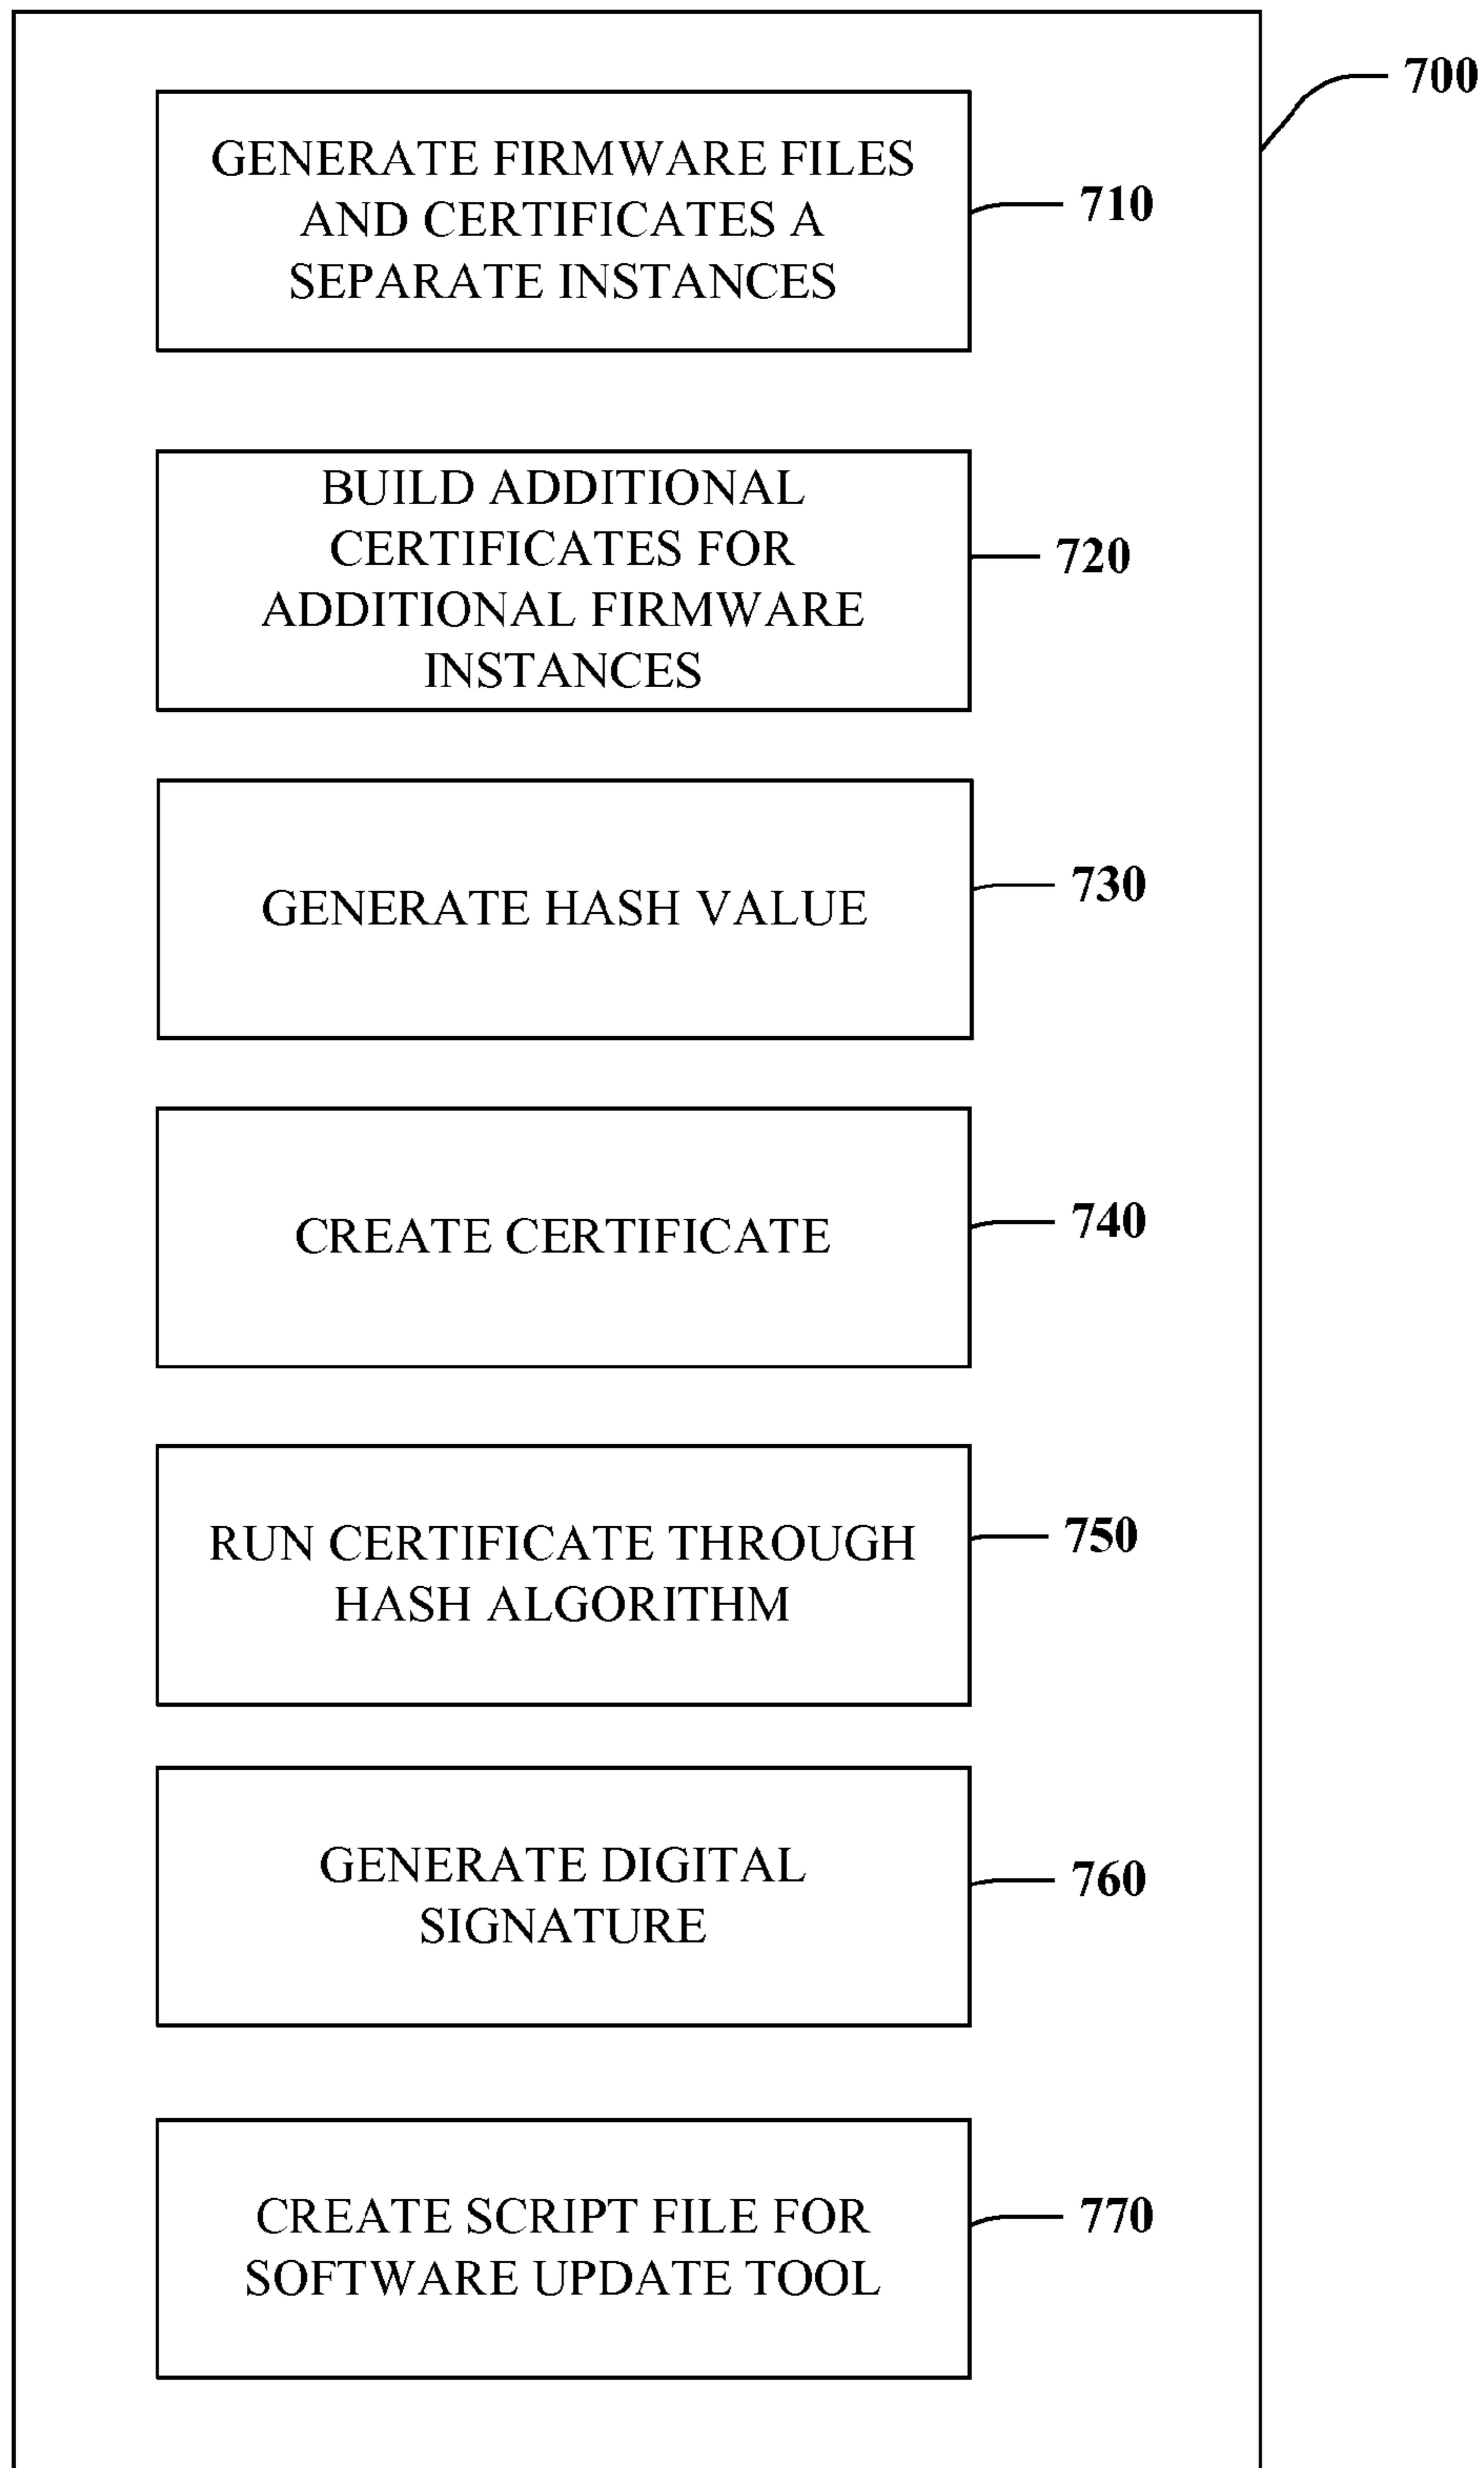 700
GENERATE FIRMWARE FILES
AND CERTIFICATES A
SEPARATE INSTANCES
710
BUILD ADDITIONAL
CERTIFICATES FOR
ADDITIONAL FIRMWARE
INSTANCES
720
GENERATE HASH VALUE
730
CREATE CERTIFICATE
740
RUN CERTIFICATE THROUGH
HASH ALGORITHM
750
GENERATE DIGITAL
SIGNATURE
760
CREATE SCRIPT FILE FOR
SOFTWARE UPDATE TOOL
770